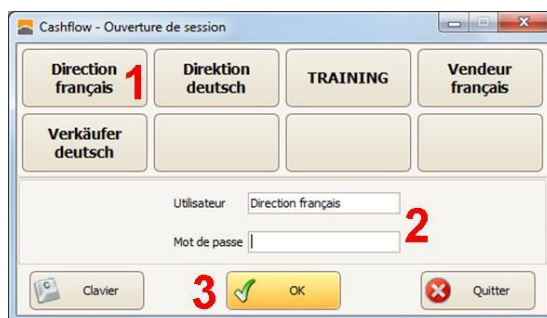 Cashflow - Ouverture de session
Direction français
1
Direktion deutsch
TRAINING
Vendeur français
Verkäufer deutsch
Utilisateur
Direction français
2
Mot de passe
Clavier
3
OK
Quitter